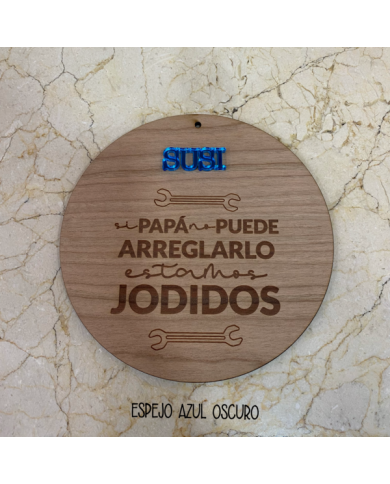 SUSI
si PAPÁ no PUEDE
ARREGLARLO
estamos
JODIDOS
ESPEJO AZUL OSCURO